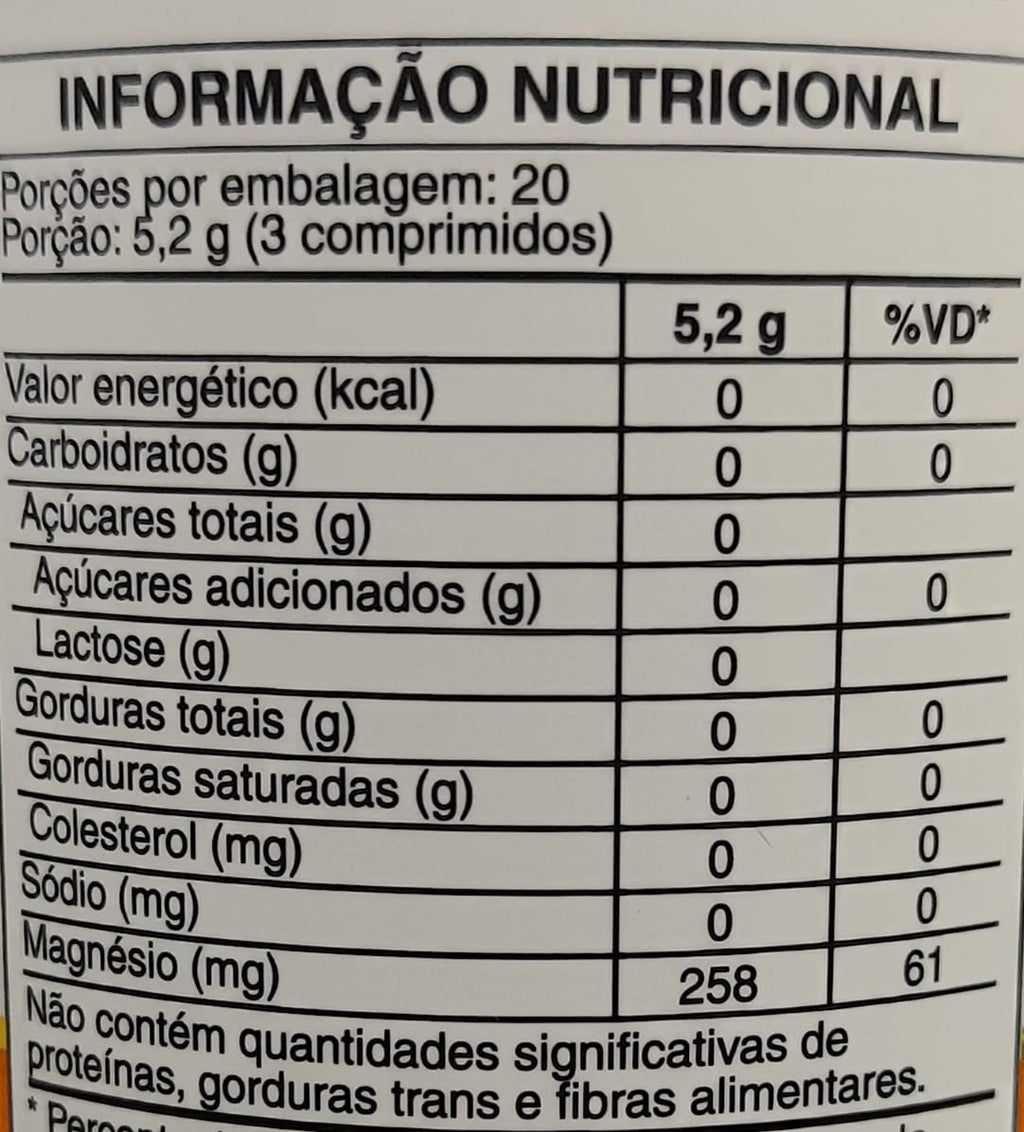 INFORMAÇÃO NUTRICIONAL
Porções por embalagem: 20
Porção: 5,2 g (3 comprimidos)
5,2 g %VD*
Valor energético (kcal) 0 0
Carboidratos (g) 0 0
Açúcares totais (g) 0
Açúcares adicionados (g) 0 0
Lactose (g) 0
Gorduras totais (g) 0 0
Gorduras saturadas (g) 0 0
Colesterol (mg) 0 0
Sódio (mg) 0 0
Magnésio (mg) 258 61
Não contém quantidades significativas de
proteínas, gorduras trans e fibras alimentares.
*